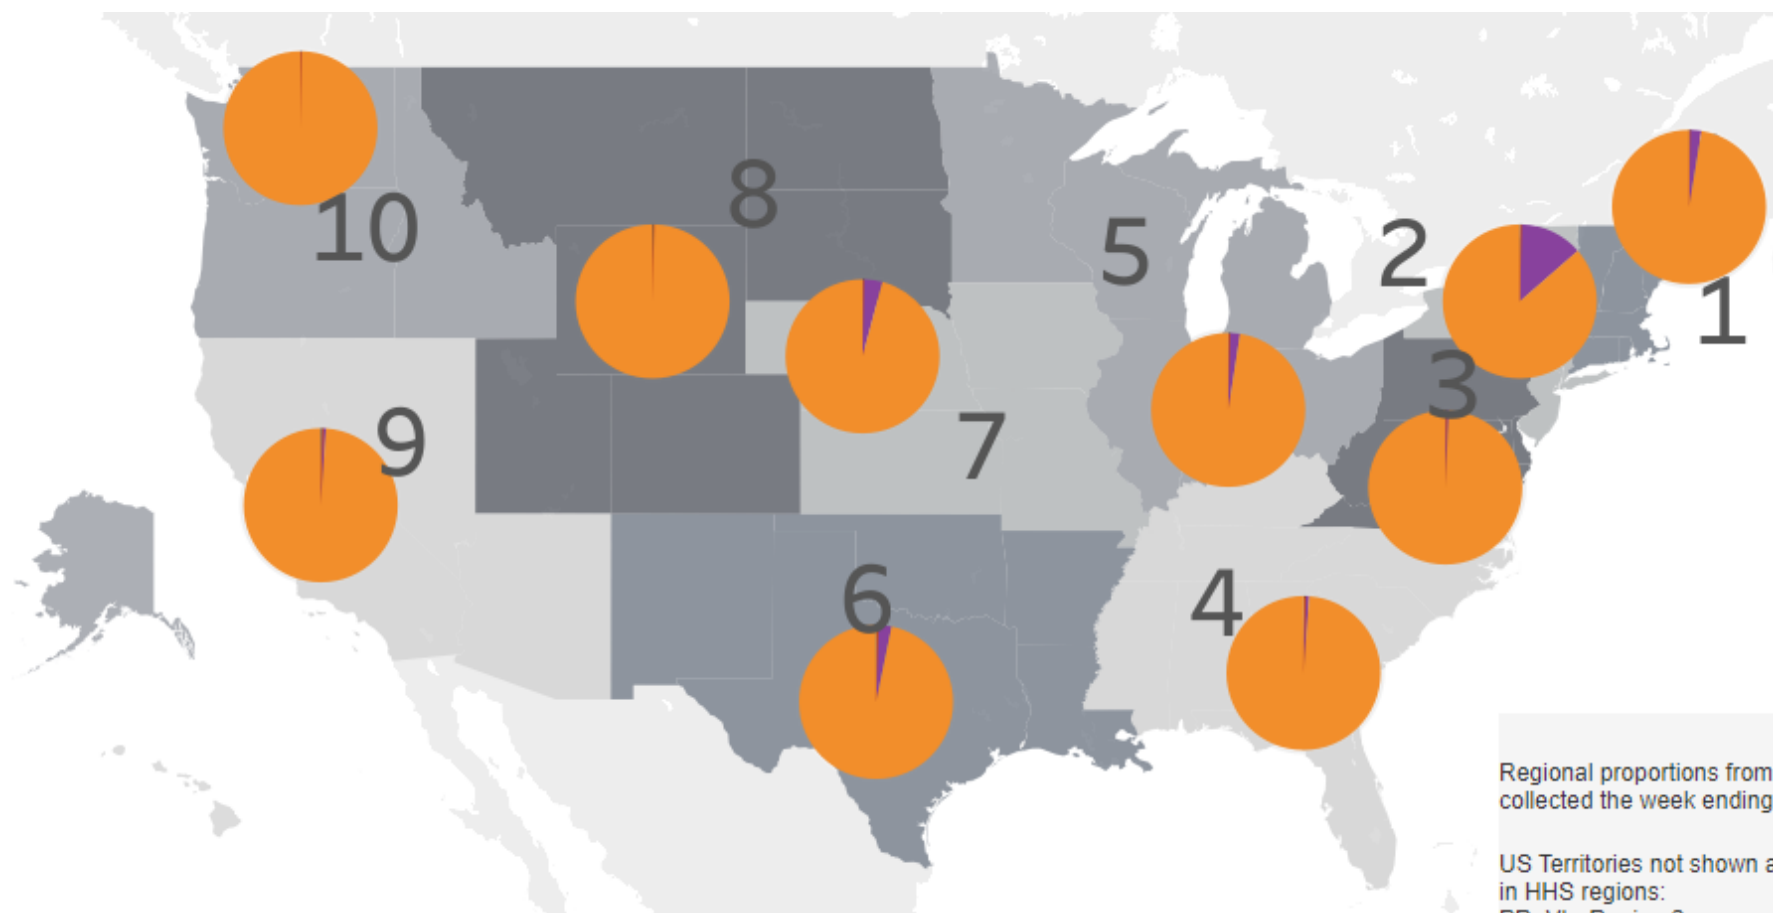 10
8
5
2
1
3
9
7
6
4
Regional proportions from
collected the week ending
US Territories not shown a
in HHS regions: